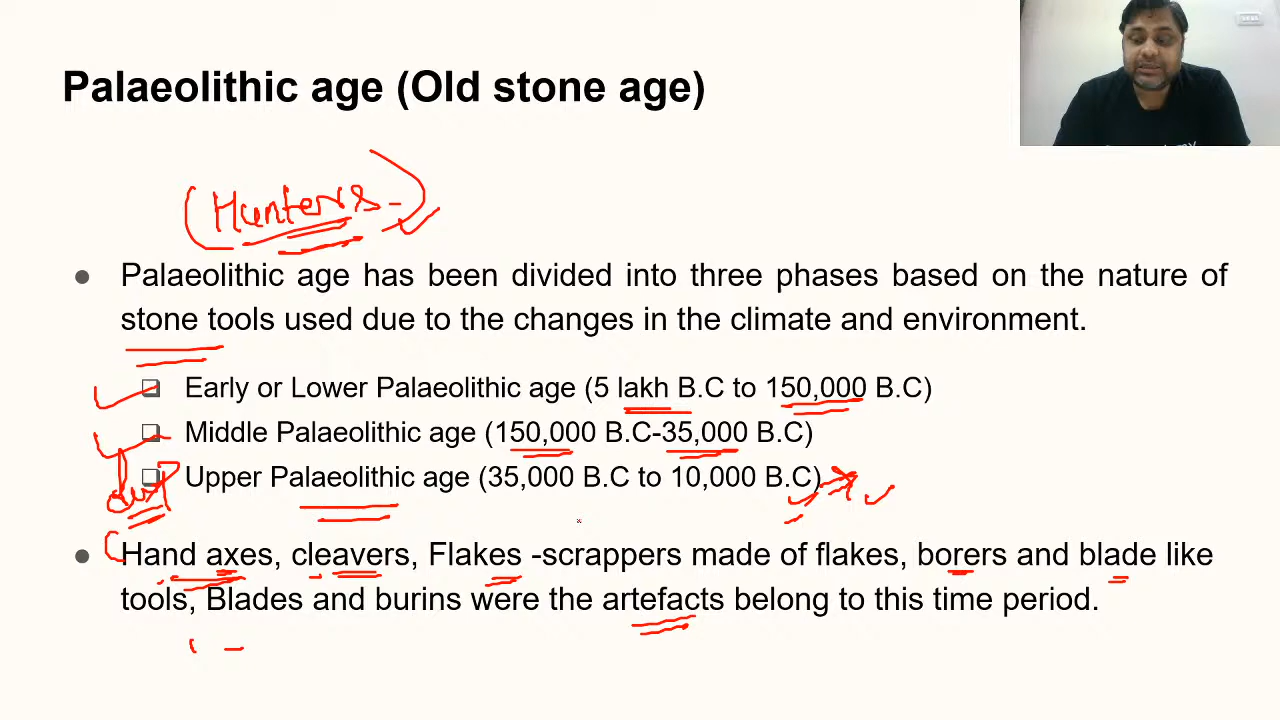 Palaeolithic age (Old stone age)
(Hunters-)
● Palaeolithic age has been divided into three phases based on the nature of
stone tools used due to the changes in the climate and environment.
❑ Early or Lower Palaeolithic age (5 lakh B.C to 150,000 B.C)
❑ Middle Palaeolithic age (150,000 B.C-35,000 B.C)
❑ Upper Palaeolithic age (35,000 B.C to 10,000 B.C)
● Hand axes, cleavers, Flakes -scrappers made of flakes, borers and blade like
tools, Blades and burins were the artefacts belong to this time period.